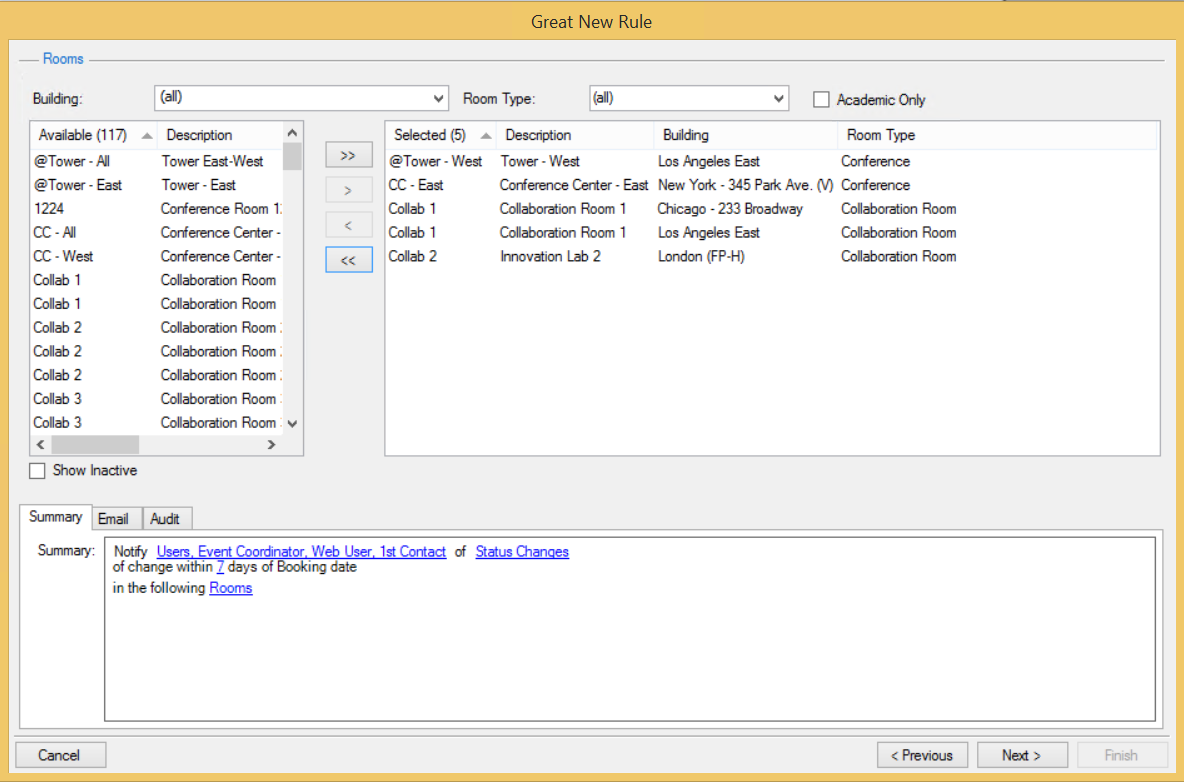 Great New Rule
Rooms
Building: (all) Room Type: (all) Academic Only
Available (117) Description
@Tower - All Tower East-West
@Tower - East Tower - East
1224 Conference Room 1
CC - All Conference Center -
CC - West Conference Center -
Collab 1 Collaboration Room
Collab 1 Collaboration Room
Collab 2 Collaboration Room
Collab 2 Collaboration Room
Collab 2 Collaboration Room
Collab 3 Collaboration Room
Collab 3 Collaboration Room
>>
>
<
<<
Selected (5) Description Building Room Type
@Tower - West Tower - West Los Angeles East Conference
CC - East Conference Center - East New York - 345 Park Ave. (V) Conference
Collab 1 Collaboration Room 1 Chicago - 233 Broadway Collaboration Room
Collab 1 Collaboration Room 1 Los Angeles East Collaboration Room
Collab 2 Innovation Lab 2 London (FP-H) Collaboration Room
Show Inactive
Summary Email Audit
Summary: Notify Users, Event Coordinator, Web User, 1st Contact of Status Changes
of change within 7 days of Booking date
in the following Rooms
Cancel < Previous Next > Finish